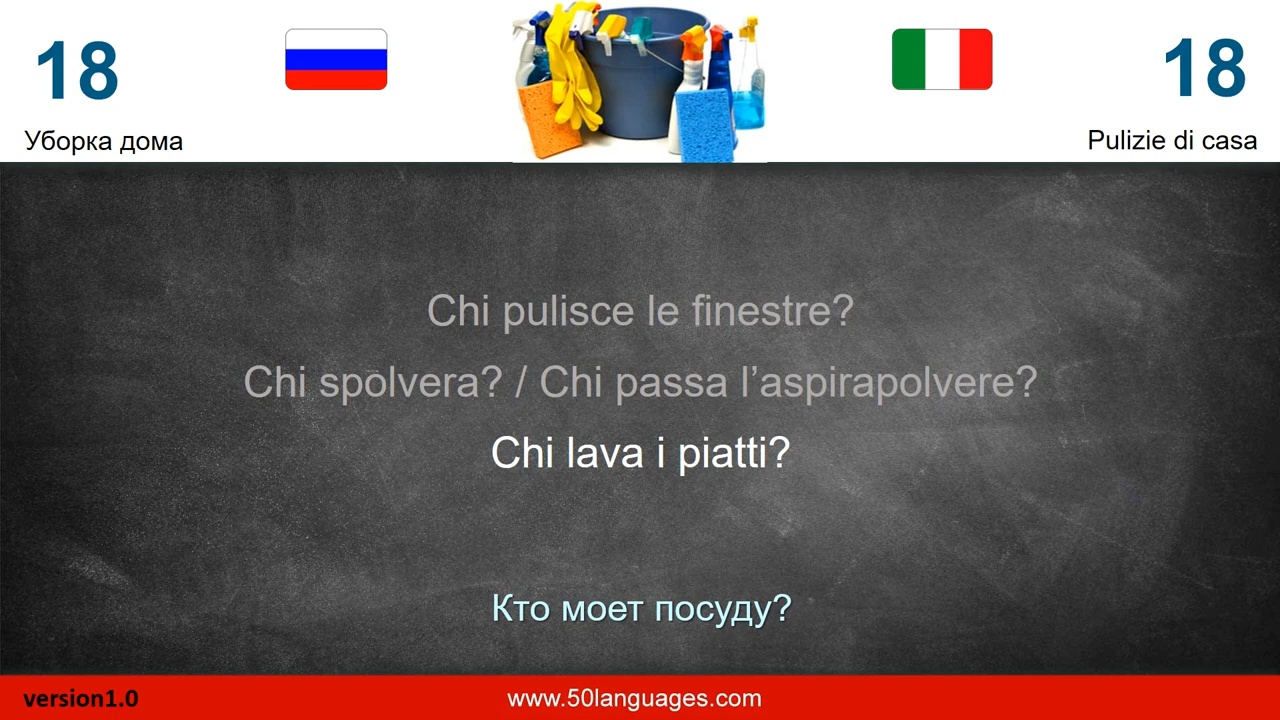 18
18
Уборка дома
Pulizie di casa
Chi pulisce le finestre?
Chi spolvera? / Chi passa l’aspirapolvere?
Chi lava i piatti?
Кто моет посуду?
version1.0
www.50languages.com